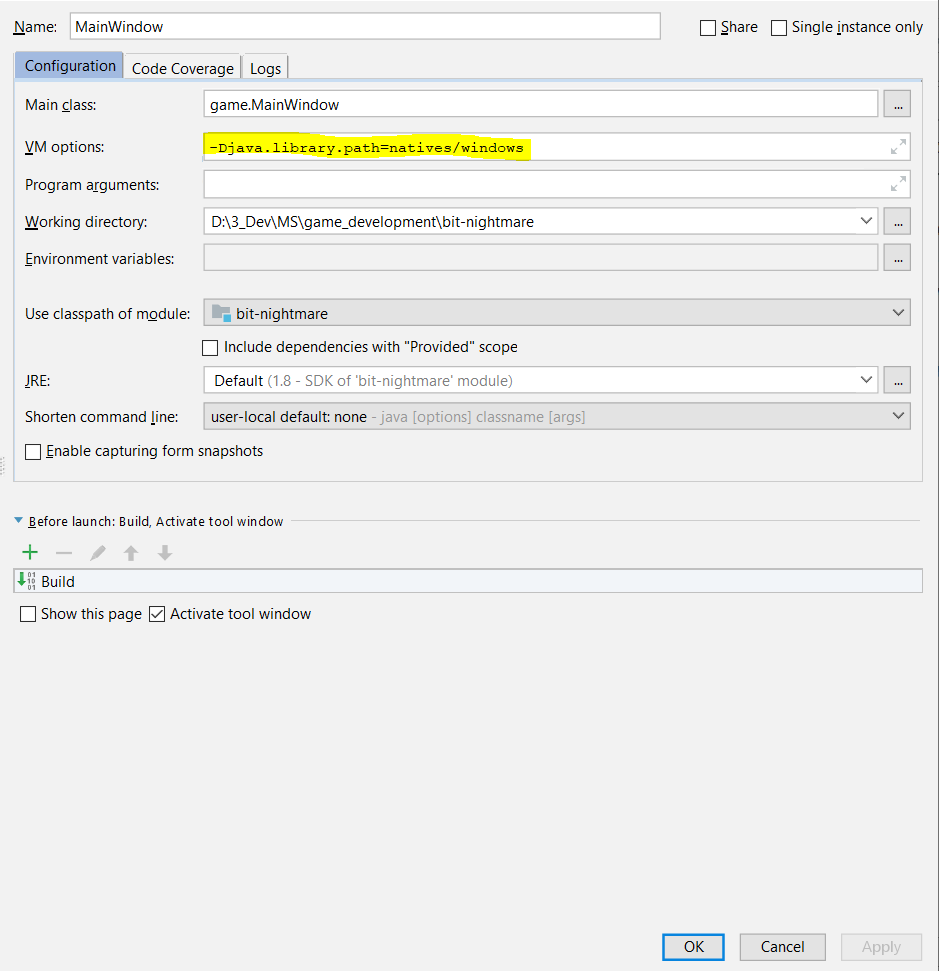 Name: MainWindow Share Single instance only
Configuration Code Coverage Logs
Main class: game.MainWindow ...
VM options: -Djava.library.path=natives/windows
Program arguments:
Working directory: D:\3_Dev\MS\game_development\bit-nightmare ...
Environment variables: ...
Use classpath of module: bit-nightmare
Include dependencies with "Provided" scope
JRE: Default (1.8 - SDK of 'bit-nightmare' module) ...
Shorten command line: user-local default: none - java [options] classname [args]
Enable capturing form snapshots
Before launch: Build, Activate tool window
Build
Show this page Activate tool window
OK Cancel Apply